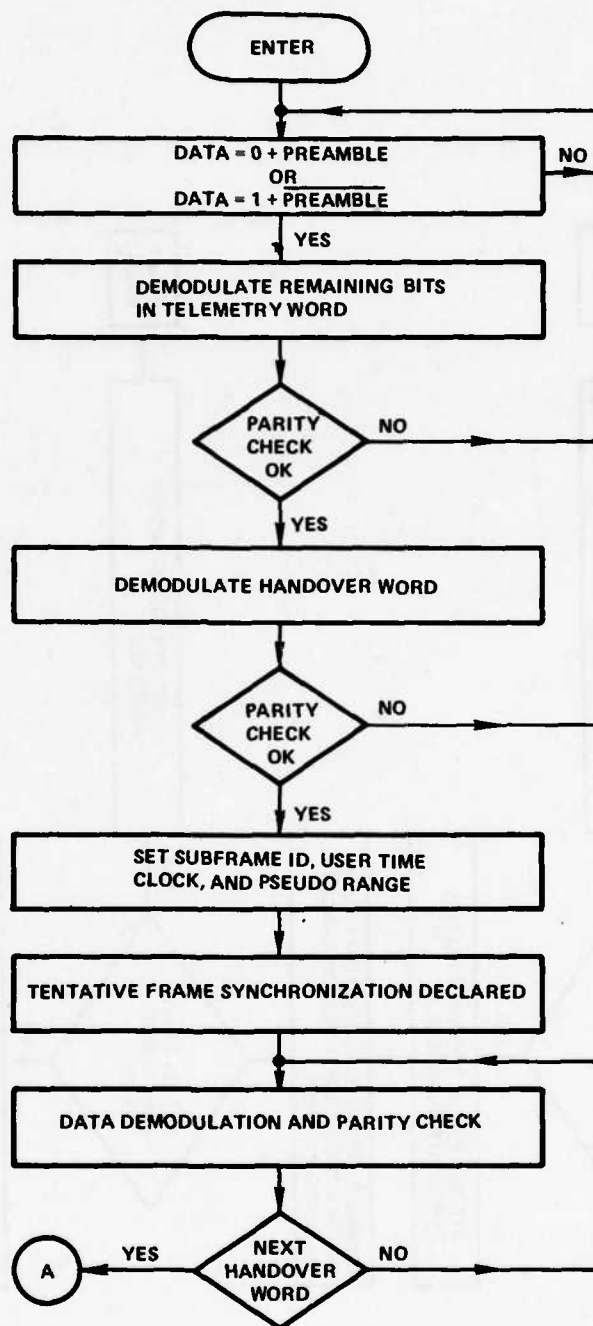 ENTER
DATA = 0 + PREAMBLE
OR
DATA = 1 + PREAMBLE
NO
YES
DEMODULATE REMAINING BITS
IN TELEMETRY WORD
PARITY
CHECK
OK
NO
YES
DEMODULATE HANDOVER WORD
PARITY
CHECK
OK
NO
YES
SET SUBFRAME ID, USER TIME
CLOCK, AND PSEUDO RANGE
TENTATIVE FRAME SYNCHRONIZATION DECLARED
DATA DEMODULATION AND PARITY CHECK
A
YES
NEXT
HANDOVER
WORD
NO